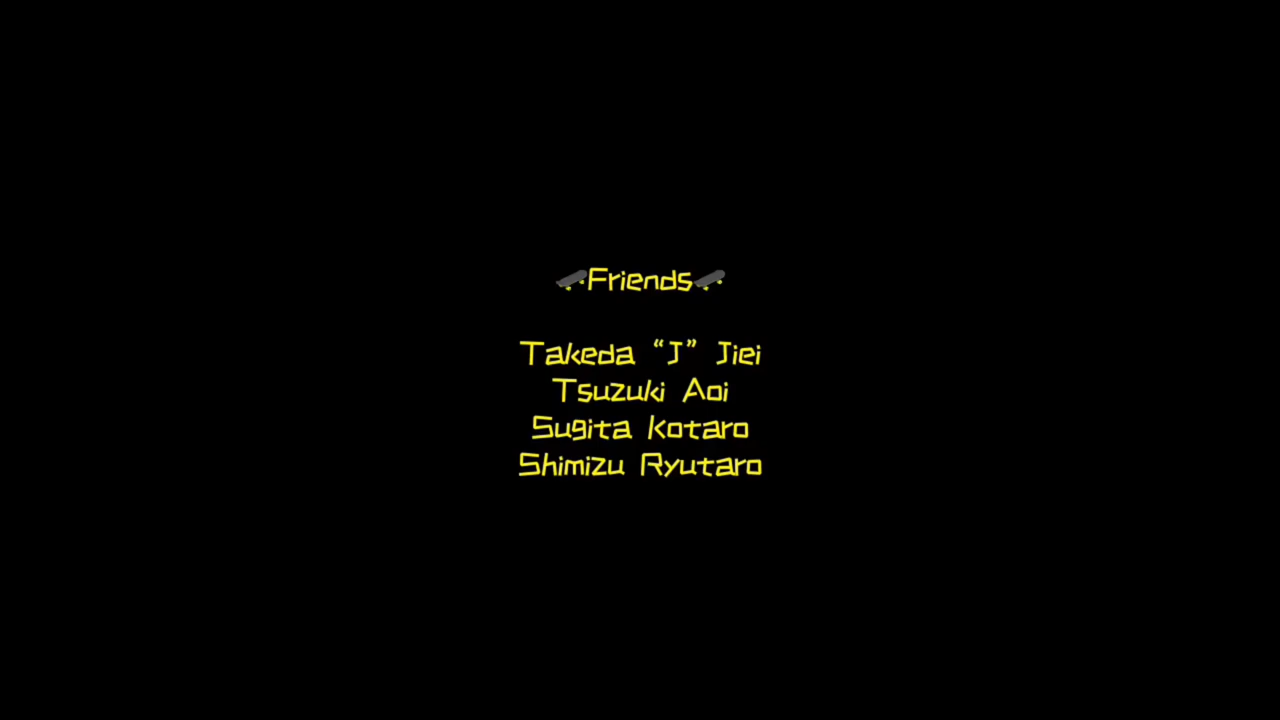 🛹Friends🛹
Takeda “J” Jiei
Tsuzuki Aoi
Sugita Kotaro
Shimizu Ryutaro